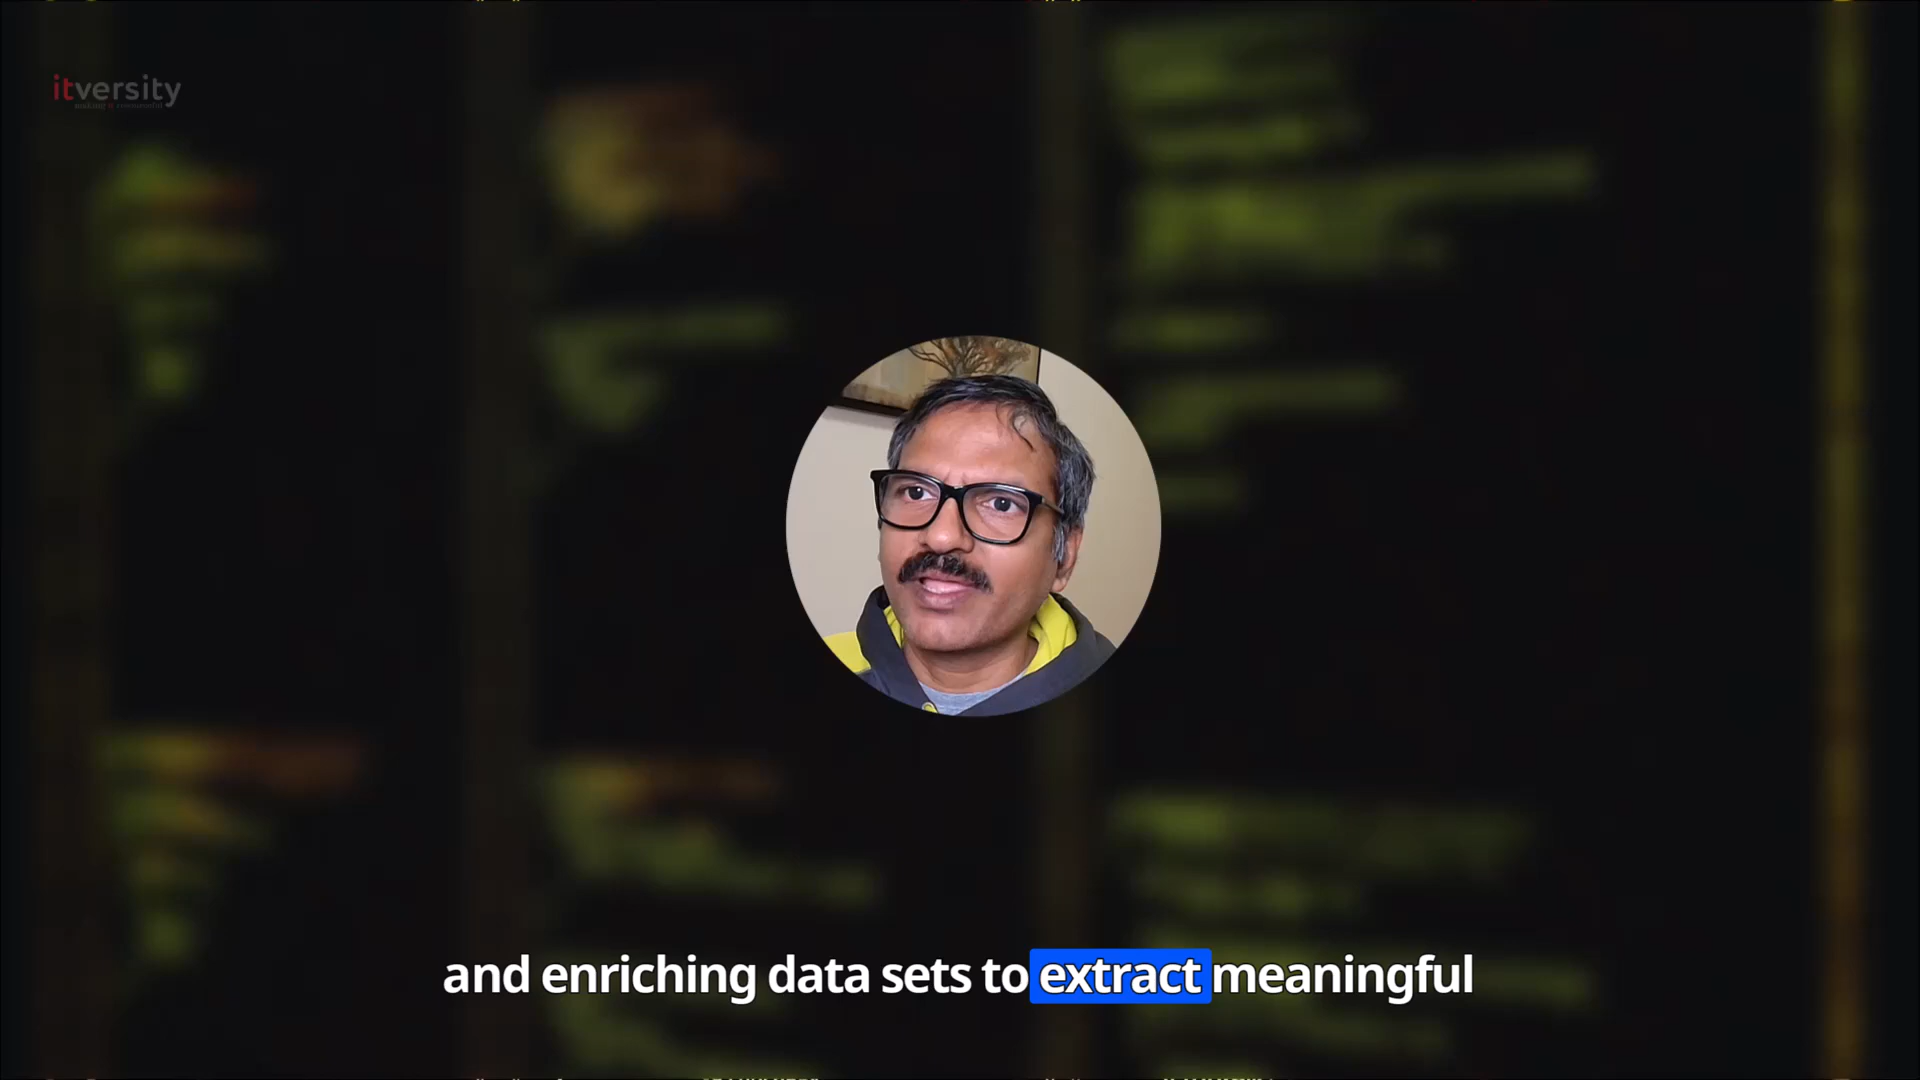 itversity
and enriching data sets to extract meaningful